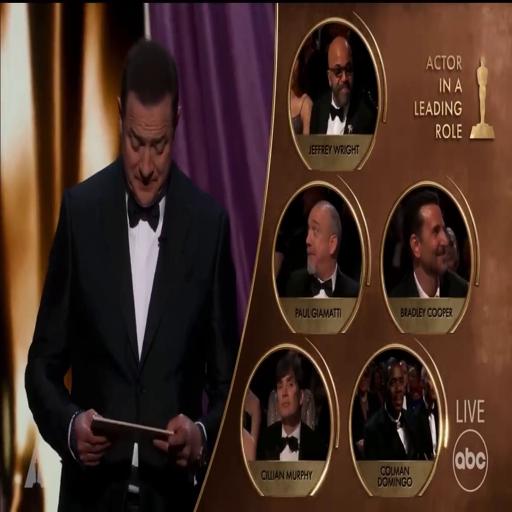 ACTOR
IN A
LEADING
ROLE
JEFFREY WRIGHT
PAUL GIAMATTI
BRADLEY COOPER
CILLIAN MURPHY
COLMAN
DOMINGO
LIVE
abc